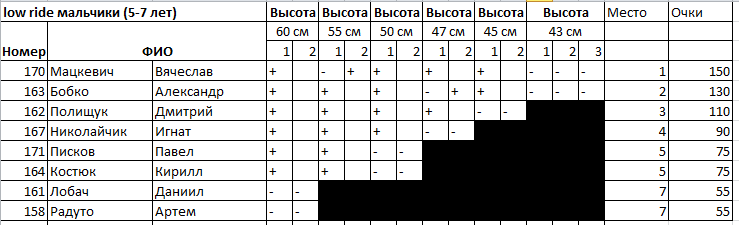 low ride мальчики (5-7 лет) Высота Высота Высота Высота Высота Высота Место Очки
60 см 55 см 50 см 47 см 45 см 43 см
Номер ФИО 1 2 1 2 1 2 1 2 1 2 1 2 3
170 Мацкевич Вячеслав + - + + + + - - - 1 150
163 Бобко Александр + + + - + + - - - 2 130
162 Полищук Дмитрий + + + + - - 3 110
167 Николайчик Игнат + + + - - 4 90
171 Писков Павел + + - - 5 75
164 Костюк Кирилл + + - - 5 75
161 Лобач Даниил - - 7 55
158 Радуто Артем - - 7 55